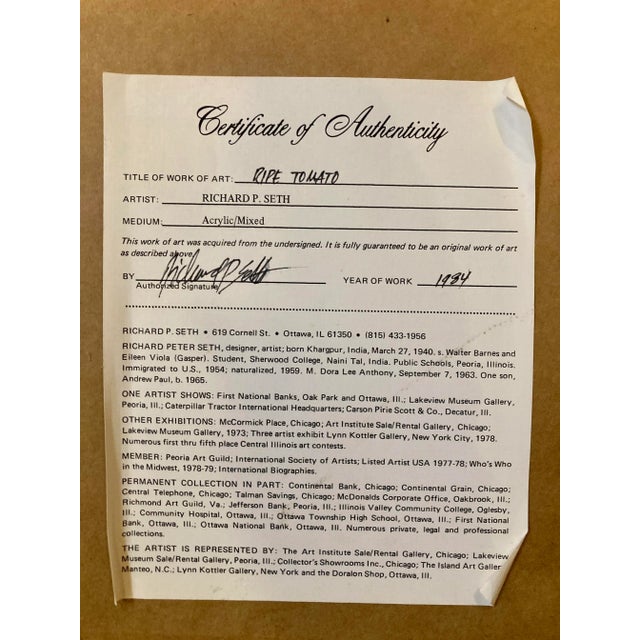 Certificate of Authenticity
TITLE OF WORK OF ART: RIPE TOMATO
ARTIST: RICHARD P. SETH
MEDIUM: Acrylic/Mixed
This work of art was acquired from the undersigned. It is fully guaranteed to be an original work of art
as described above.
BY Richard P Seth YEAR OF WORK 1984
Authorized Signature
RICHARD P. SETH • 619 Cornell St. • Ottawa, IL 61350 • (815) 433-1956
RICHARD PETER SETH, designer, artist; born Khargpur, India, March 27, 1940. s. Walter Barnes and
Eileen Viola (Gasper). Student, Sherwood College, Naini Tal, India. Public Schools, Peoria, Illinois.
Immigrated to U.S., 1954; naturalized, 1959. M. Dora Lee Anthony, September 7, 1963. One son,
Andrew Paul, b. 1965.
ONE ARTIST SHOWS: First National Banks, Oak Park and Ottawa, Ill.; Lakeview Museum Gallery,
Peoria, Ill.; Caterpillar Tractor International Headquarters; Carson Pirie Scott & Co., Decatur, Ill.
OTHER EXHIBITIONS: McCormick Place, Chicago; Art Institute Sale/Rental Gallery, Chicago;
Lakeview Museum Gallery, 1973; Three artist exhibit Lynn Kottler Gallery, New York City, 1978.
Numerous first thru fifth place Central Illinois art contests.
MEMBER: Peoria Art Guild; International Society of Artists; Listed Artist USA 1977-78; Who's Who
in the Midwest, 1978-79; International Biographies.
PERMANENT COLLECTION IN PART: Continental Bank, Chicago; Continental Grain, Chicago;
Central Telephone, Chicago; Talman Savings, Chicago; McDonalds Corporate Office, Oakbrook, Ill.;
Richmond Art Guild, Va.; Jefferson Bank, Peoria, Ill.; Illinois Valley Community College, Oglesby,
Ill.; Community Hospital, Ottawa, Ill.; Ottawa Township High School, Ottawa, Ill.; First National
Bank, Ottawa, Ill.; Ottawa National Bank, Ottawa, Ill. Numerous private, legal and professional
collections.
THE ARTIST IS REPRESENTED BY: The Art Institute Sale/Rental Gallery, Chicago; Lakeview
Museum Sale/Rental Gallery, Peoria, Ill.; Collector's Showrooms Inc., Chicago; The Island Art Galler
Manteo, N.C.; Lynn Kottler Gallery, New York and the Doralon Shop, Ottawa, Ill.